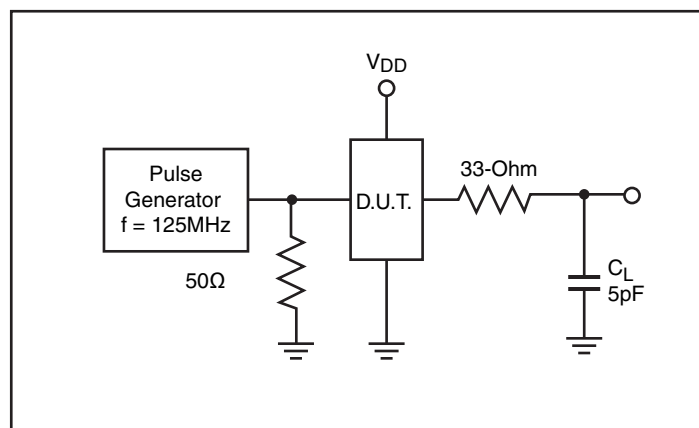 VDD
Pulse
Generator
f = 125MHz
D.U.T.
33-Ohm
50Ω
CL
5pF